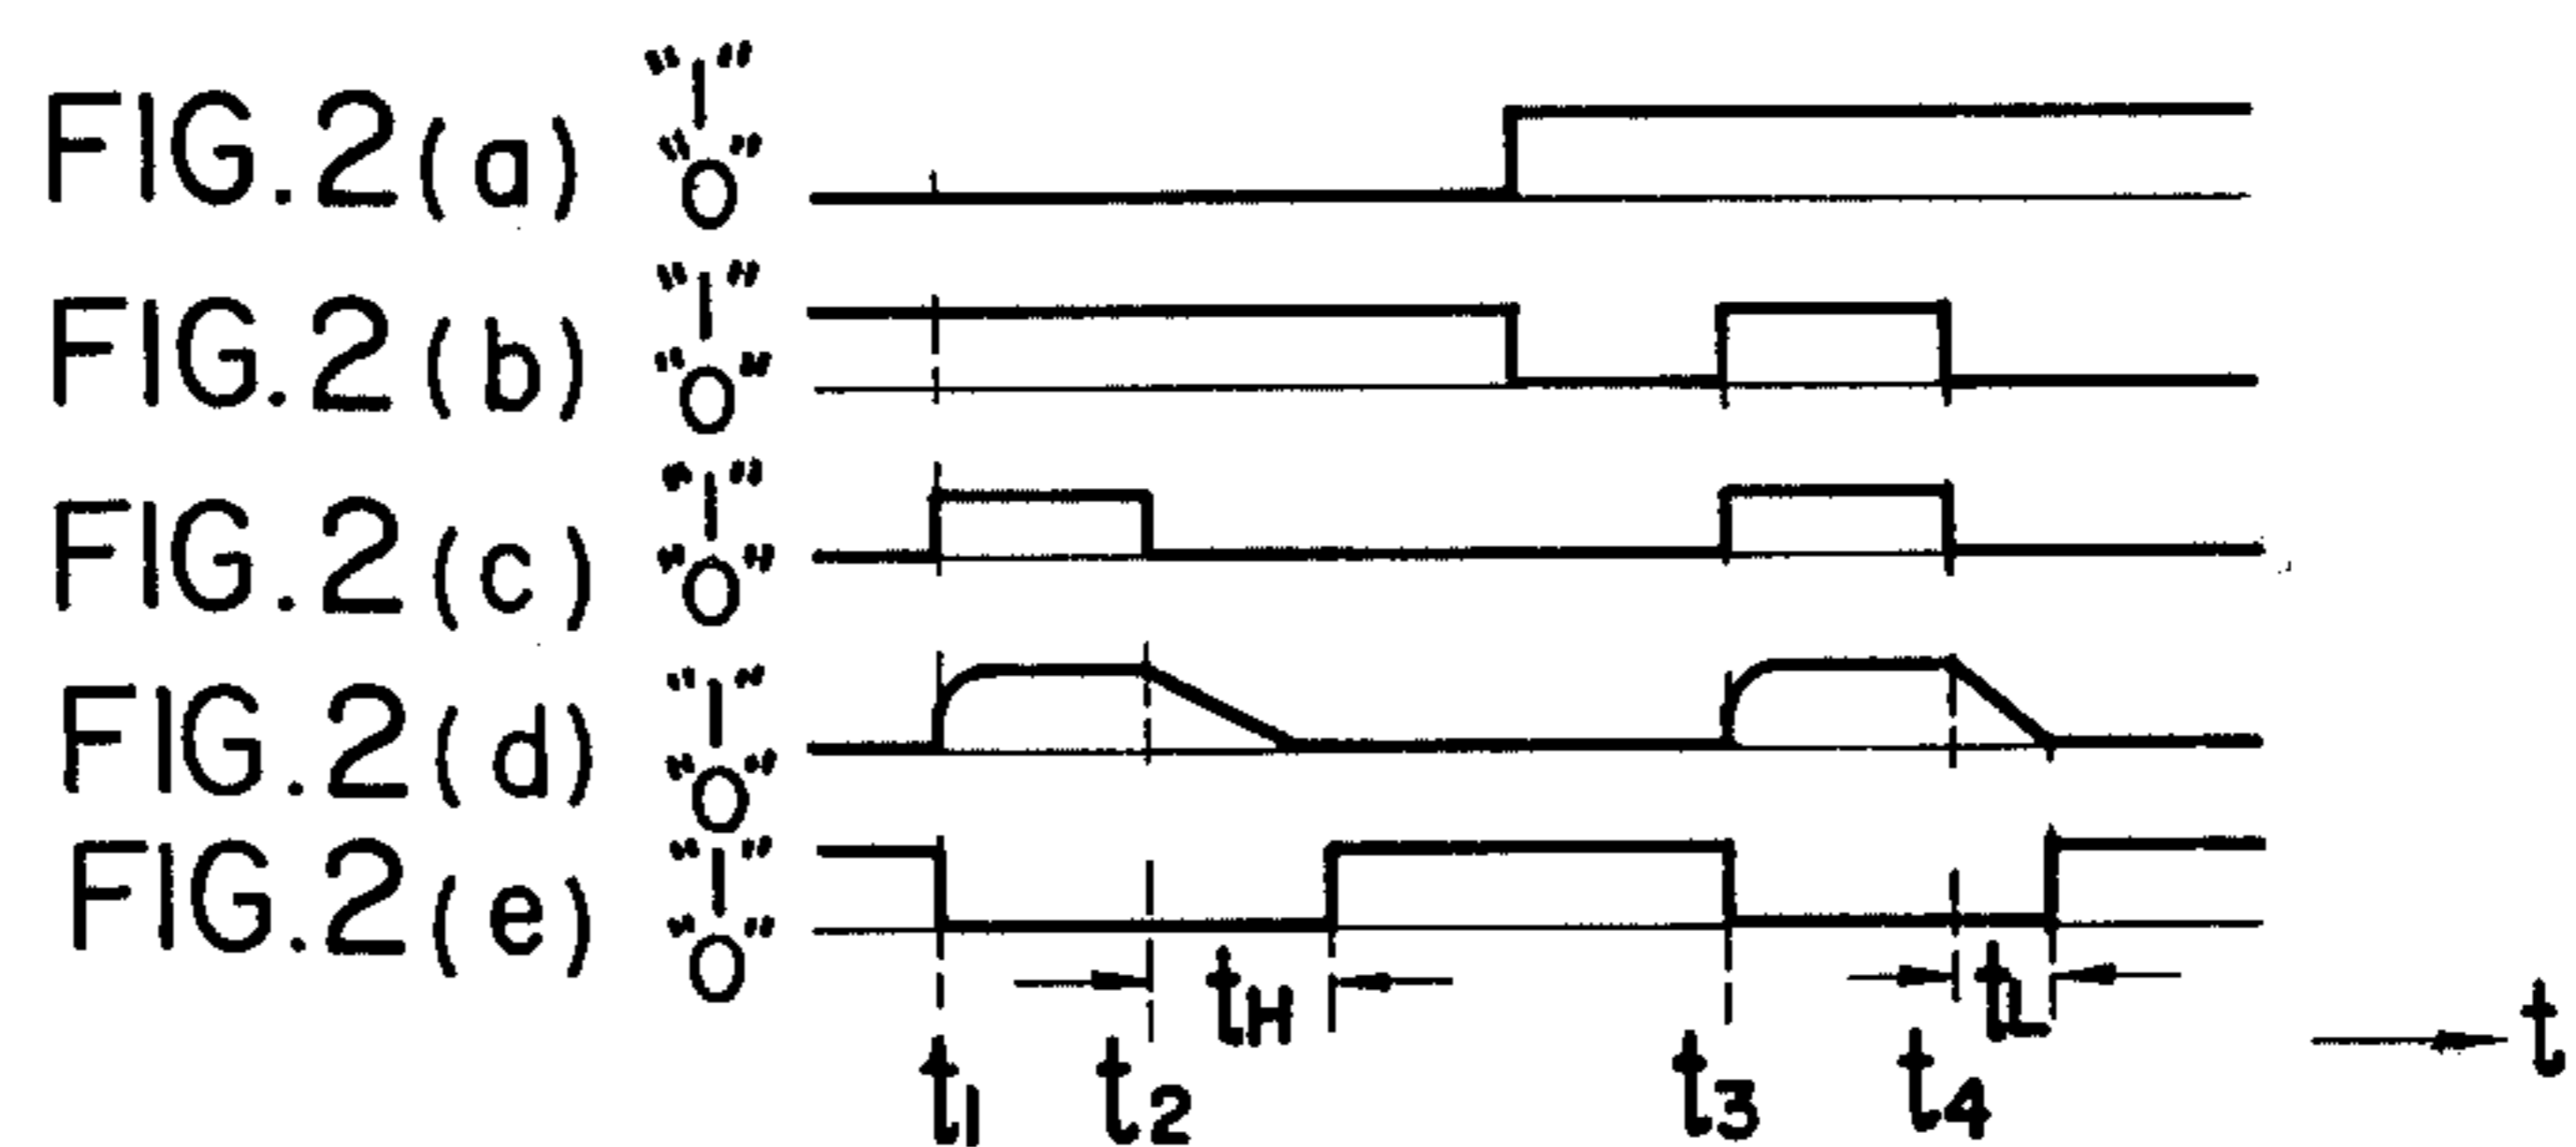 FIG.2(a) "1"
"0"
FIG.2(b) "1"
"0"
FIG.2(c) "1"
"0"
FIG.2(d) "1"
"0"
FIG.2(e) "1"
"0"
tH tL
t1 t2 t3 t4 t